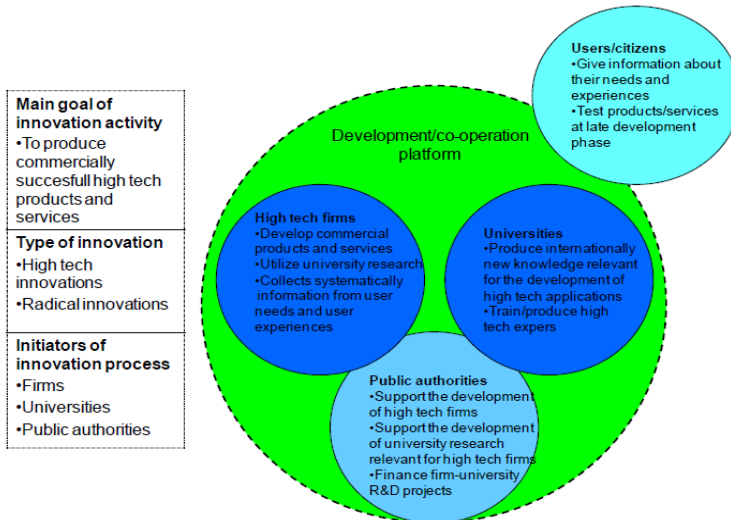 Main goal of
innovation activity
•To produce
commercially
succesfull high tech
products and
services
Type of innovation
•High tech
innovations
•Radical innovations
Initiators of
innovation process
•Firms
•Universities
•Public authorities
Development/co-operation
platform
Users/citizens
•Give information about
their needs and
experiences
•Test products/services
at late development
phase
High tech firms
•Develop commercial
products and services
•Utilize university research
•Collects systematically
information from user
needs and user
experiences
Universities
•Produce internationally
new knowledge relevant
for the development of
high tech applications
•Train/produce high
tech expers
Public authorities
•Support the development
of high tech firms
•Support the development
of university research
relevant for high tech firms
•Finance firm-university
R&D projects